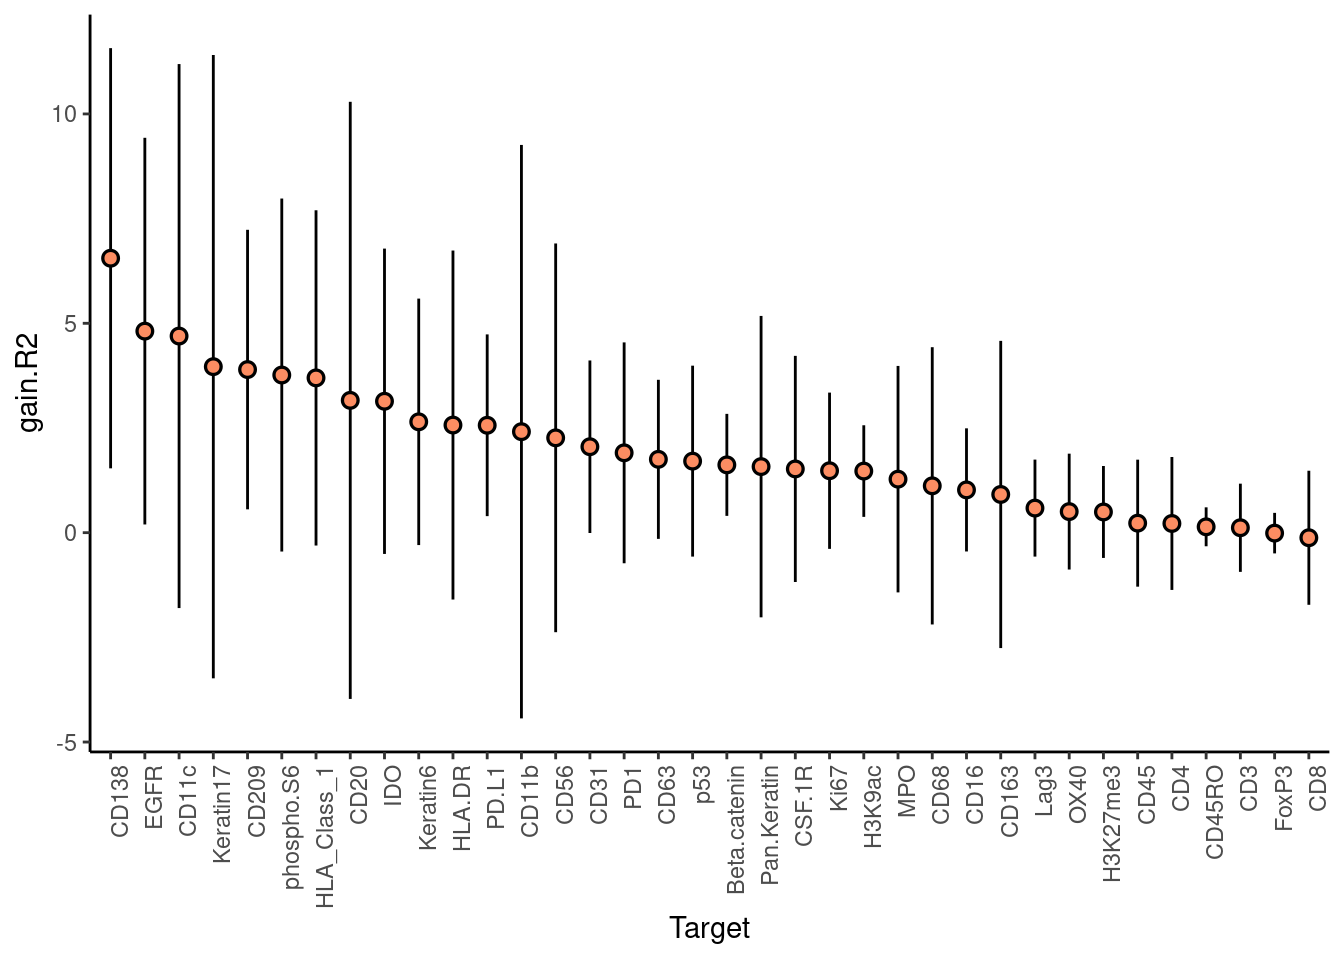 gain.R2
10
5
0
-5
CD138
EGFR
CD11c
Keratin17
CD209
phospho.S6
HLA_Class_1
CD20
IDO
Keratin6
HLA.DR
PD.L1
CD11b
CD56
CD31
PD1
CD63
p53
Beta.catenin
Pan.Keratin
CSF.1R
Ki67
H3K9ac
MPO
CD68
CD16
CD163
Lag3
OX40
H3K27me3
CD45
CD4
CD45RO
CD3
FoxP3
CD8
Target